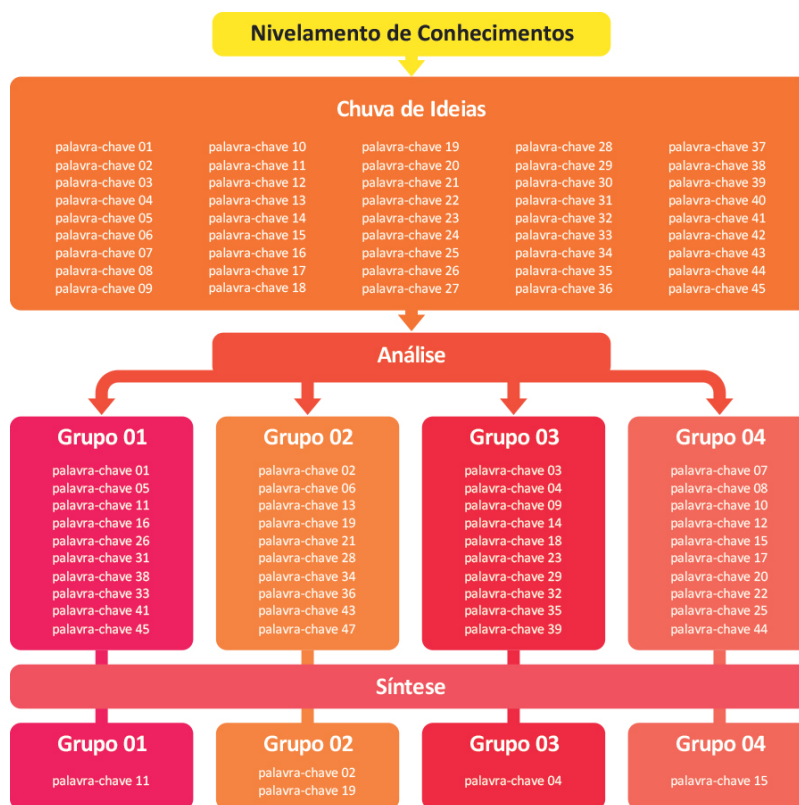 Nivelamento de Conhecimentos
Chuva de Ideias
palavra-chave 01
palavra-chave 02
palavra-chave 03
palavra-chave 04
palavra-chave 05
palavra-chave 06
palavra-chave 07
palavra-chave 08
palavra-chave 09
palavra-chave 10
palavra-chave 11
palavra-chave 12
palavra-chave 13
palavra-chave 14
palavra-chave 15
palavra-chave 16
palavra-chave 17
palavra-chave 18
palavra-chave 19
palavra-chave 20
palavra-chave 21
palavra-chave 22
palavra-chave 23
palavra-chave 24
palavra-chave 25
palavra-chave 26
palavra-chave 27
palavra-chave 28
palavra-chave 29
palavra-chave 30
palavra-chave 31
palavra-chave 32
palavra-chave 33
palavra-chave 34
palavra-chave 35
palavra-chave 36
palavra-chave 37
palavra-chave 38
palavra-chave 39
palavra-chave 40
palavra-chave 41
palavra-chave 42
palavra-chave 43
palavra-chave 44
palavra-chave 45
Análise
Grupo 01
palavra-chave 01
palavra-chave 05
palavra-chave 11
palavra-chave 16
palavra-chave 26
palavra-chave 31
palavra-chave 38
palavra-chave 33
palavra-chave 41
palavra-chave 45
Grupo 02
palavra-chave 02
palavra-chave 06
palavra-chave 13
palavra-chave 19
palavra-chave 21
palavra-chave 28
palavra-chave 34
palavra-chave 36
palavra-chave 43
palavra-chave 47
Grupo 03
palavra-chave 03
palavra-chave 04
palavra-chave 09
palavra-chave 14
palavra-chave 18
palavra-chave 23
palavra-chave 29
palavra-chave 32
palavra-chave 35
palavra-chave 39
Grupo 04
palavra-chave 07
palavra-chave 08
palavra-chave 10
palavra-chave 12
palavra-chave 15
palavra-chave 17
palavra-chave 20
palavra-chave 22
palavra-chave 25
palavra-chave 44
Síntese
Grupo 01
palavra-chave 11
Grupo 02
palavra-chave 02
palavra-chave 19
Grupo 03
palavra-chave 04
Grupo 04
palavra-chave 15